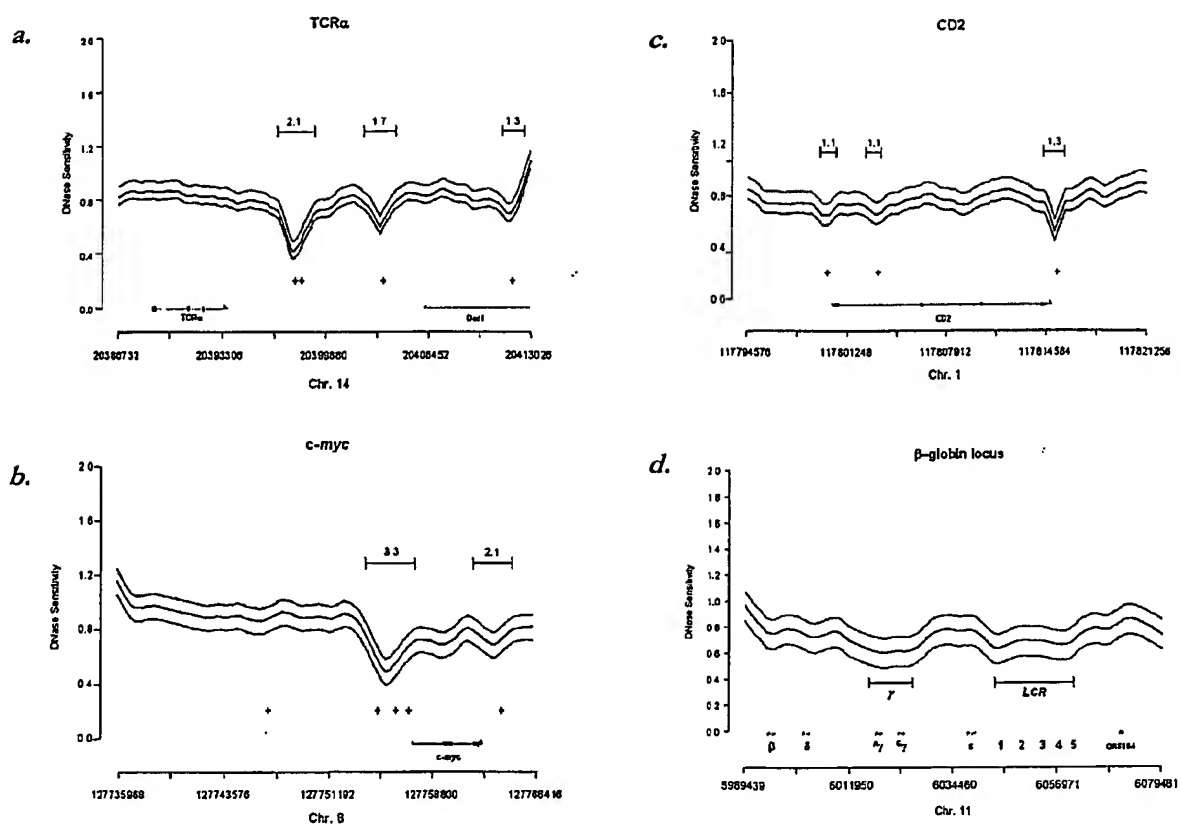 a.
TCRα
DNase Sensitivity
2.0
1.6
1.2
0.8
0.4
0.0
2.1
1.7
1.3
++
+
+
TCRα
Dad1
20386731 20393306 20399880 20406452 20413026
Chr. 14
c.
CD2
DNase Sensitivity
2.0
1.6
1.2
0.8
0.4
0.0
1.1
1.1
1.3
+
+
+
CD2
117794576 117801248 117807912 117814584 117821256
Chr. 1
b.
c-myc
DNase Sensitivity
2.0
1.6
1.2
0.8
0.4
0.0
3.3
2.1
+
+
+
+
+
c-myc
127735968 127743576 127751192 127758800 127766416
Chr. 8
d.
β-globin locus
DNase Sensitivity
2.0
1.8
1.6
1.4
1.2
1.0
0.8
0.6
0.4
0.2
0.0
γ
LCR
β δ Aγ Gγ ε 1 2 3 4 5
5989439 6011950 6034460 6056971 6079481
Chr. 11